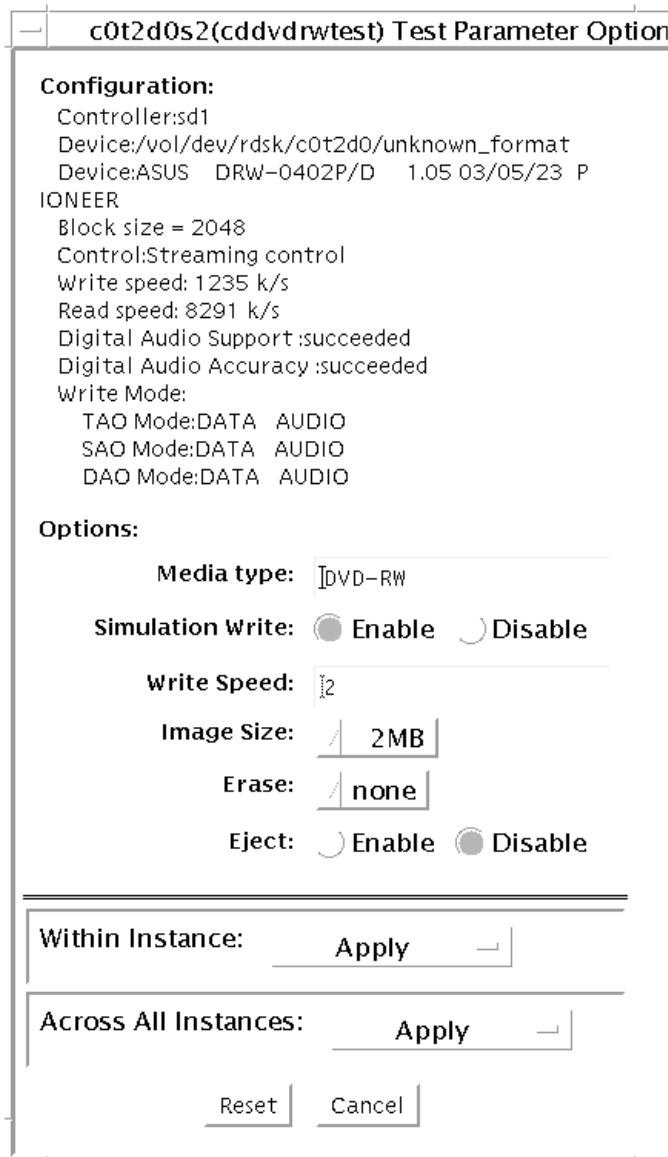 c0t2d0s2(cddvdrwtest) Test Parameter Option
Configuration:
Controller:sd1
Device:/vol/dev/rdsk/c0t2d0/unknown_format
Device:ASUS DRW-0402P/D 1.05 03/05/23 P
IONEER
Block size = 2048
Control:Streaming control
Write speed: 1235 k/s
Read speed: 8291 k/s
Digital Audio Support :succeeded
Digital Audio Accuracy :succeeded
Write Mode:
TAO Mode:DATA AUDIO
SAO Mode:DATA AUDIO
DAO Mode:DATA AUDIO
Options:
Media type: DVD-RW
Simulation Write: Enable Disable
Write Speed: 2
Image Size: 2MB
Erase: none
Eject: Enable Disable
Within Instance: Apply
Across All Instances: Apply
Reset Cancel